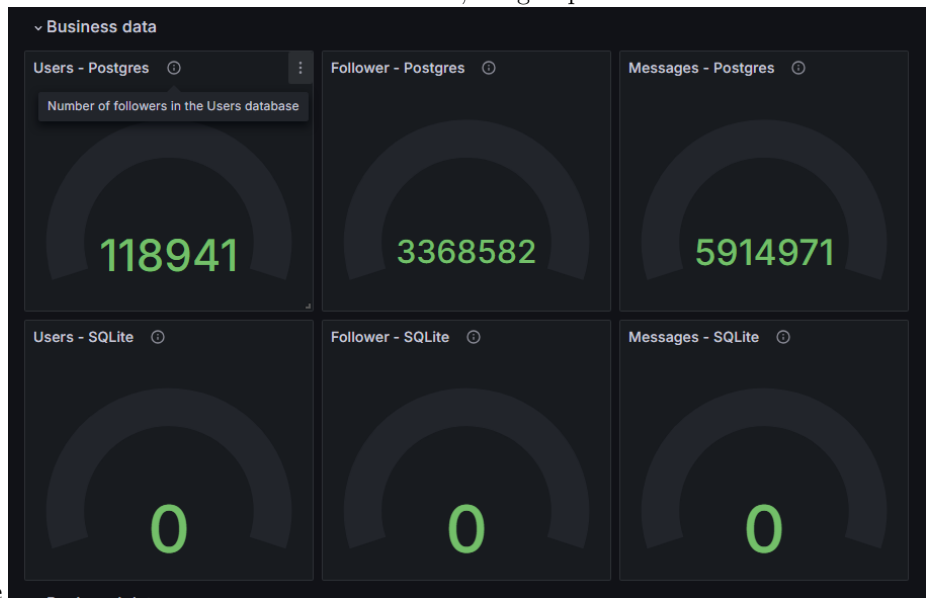 Business data
Users - Postgres
Follower - Postgres
Messages - Postgres
Number of followers in the Users database
118941
3368582
5914971
Users - SQLite
Follower - SQLite
Messages - SQLite
0
0
0